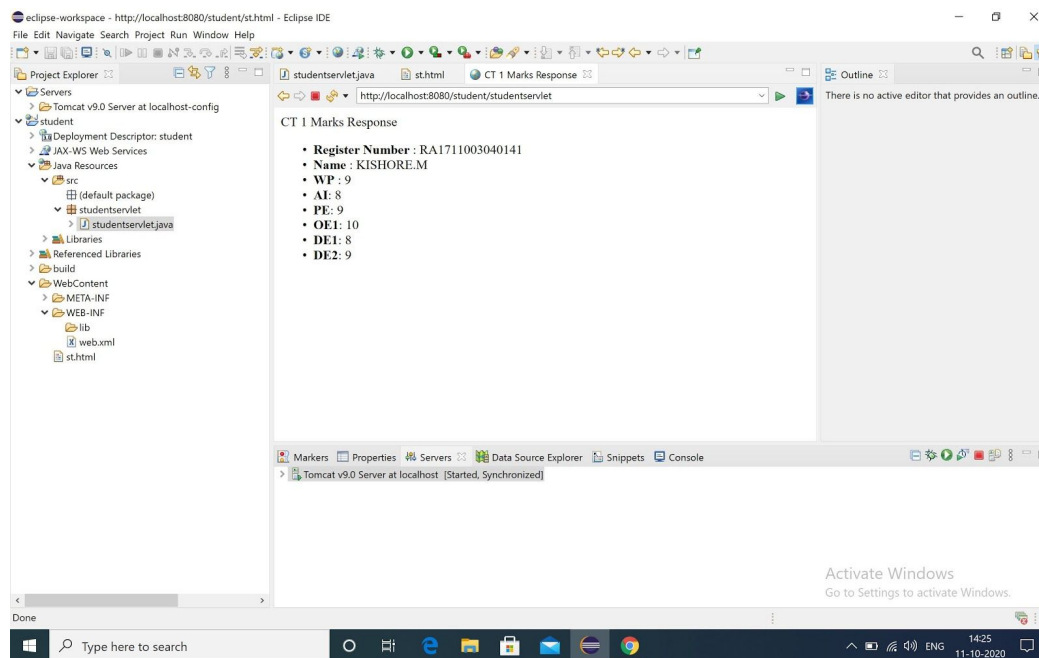 eclipse-workspace - http://localhost:8080/student/st.html - Eclipse IDE
File Edit Navigate Search Project Run Window Help
Project Explorer
Servers
Tomcat v9.0 Server at localhost-config
student
Deployment Descriptor: student
JAX-WS Web Services
Java Resources
src
(default package)
studentservlet
studentservlet.java
Libraries
Referenced Libraries
build
WebContent
META-INF
WEB-INF
lib
web.xml
st.html
studentservlet.java st.html CT 1 Marks Response
http://localhost:8080/student/studentservlet
CT 1 Marks Response
• Register Number : RA1711003040141
• Name : KISHORE.M
• WP : 9
• AI: 8
• PE: 9
• OE1: 10
• DE1: 8
• DE2: 9
Outline
There is no active editor that provides an outline.
Markers Properties Servers Data Source Explorer Snippets Console
Tomcat v9.0 Server at localhost [Started, Synchronized]
Activate Windows
Go to Settings to activate Windows.
Done
Type here to search
ENG
14:25
11-10-2020